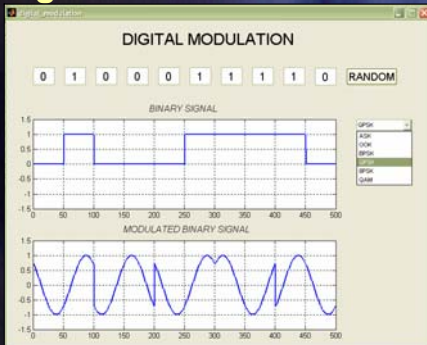 digital_modulation
DIGITAL MODULATION
0 1 0 0 0 1 1 1 1 0 RANDOM
BINARY SIGNAL
1.5
1
0.5
0
-0.5
-1
-1.5
0 50 100 150 200 250 300 350 400 450 500
QPSK
ASK
OOK
BPSK
QPSK
8PSK
QAM
MODULATED BINARY SIGNAL
1.5
1
0.5
0
-0.5
-1
-1.5
0 50 100 150 200 250 300 350 400 450 500